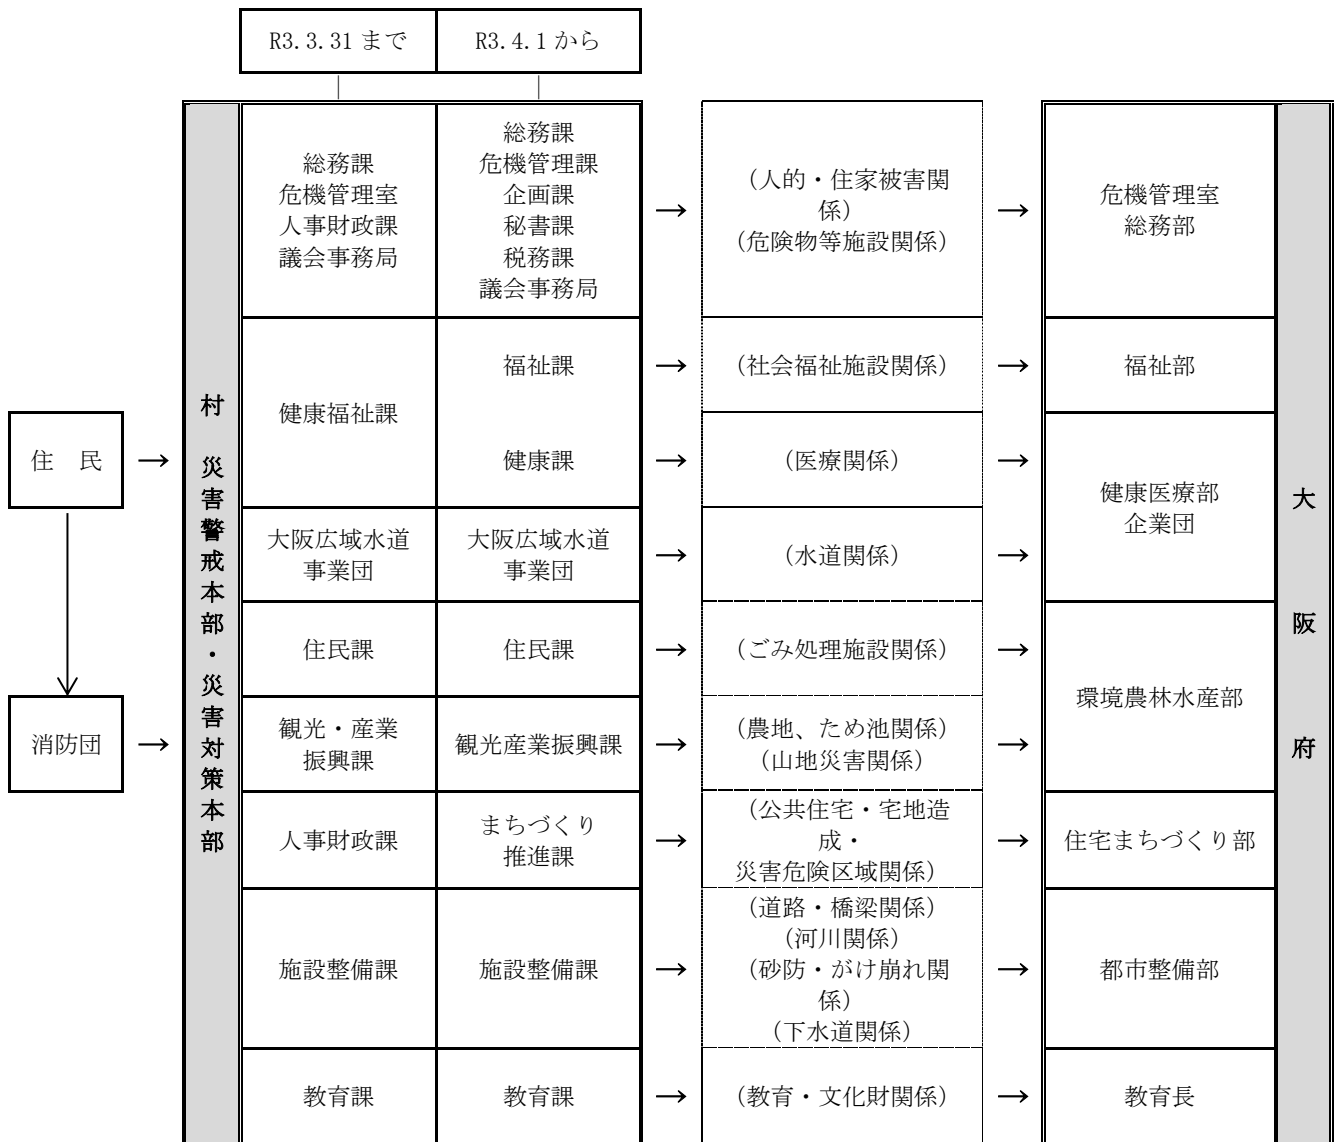 R3.3.31 まで
R3.4.1 から
住　民
消防団
村　災害警戒本部・災害対策本部
総務課
危機管理室
人事財政課
議会事務局
総務課
危機管理課
企画課
秘書課
税務課
議会事務局
（人的・住家被害関
係）
（危険物等施設関係）
危機管理室
総務部
健康福祉課
福祉課
（社会福祉施設関係）
福祉部
健康課
（医療関係）
健康医療部
企業団
大阪広域水道
事業団
大阪広域水道
事業団
（水道関係）
住民課
住民課
（ごみ処理施設関係）
環境農林水産部
観光・産業
振興課
観光産業振興課
（農地、ため池関係）
（山地災害関係）
人事財政課
まちづくり
推進課
（公共住宅・宅地造
成・
災害危険区域関係）
住宅まちづくり部
施設整備課
施設整備課
（道路・橋梁関係）
（河川関係）
（砂防・がけ崩れ関
係）
（下水道関係）
都市整備部
教育課
教育課
（教育・文化財関係）
教育長
大阪府